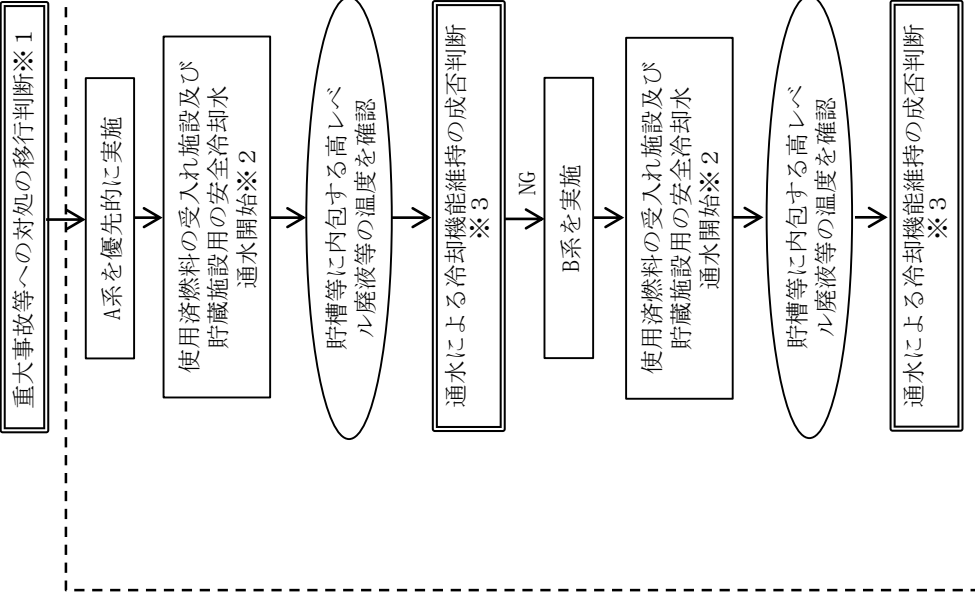 重大事故等への対処の移行判断※１
A系を優先的に実施
使用済燃料の受入れ施設及び
貯蔵施設用の安全冷却水
通水開始※２
貯槽等に内包する高レベ
ル廃液等の温度を確認
通水による冷却機能維持の成否判断
※３
NG
B系を実施
使用済燃料の受入れ施設及び
貯蔵施設用の安全冷却水
通水開始※２
貯槽等に内包する高レベ
ル廃液等の温度を確認
通水による冷却機能維持の成否判断
※３